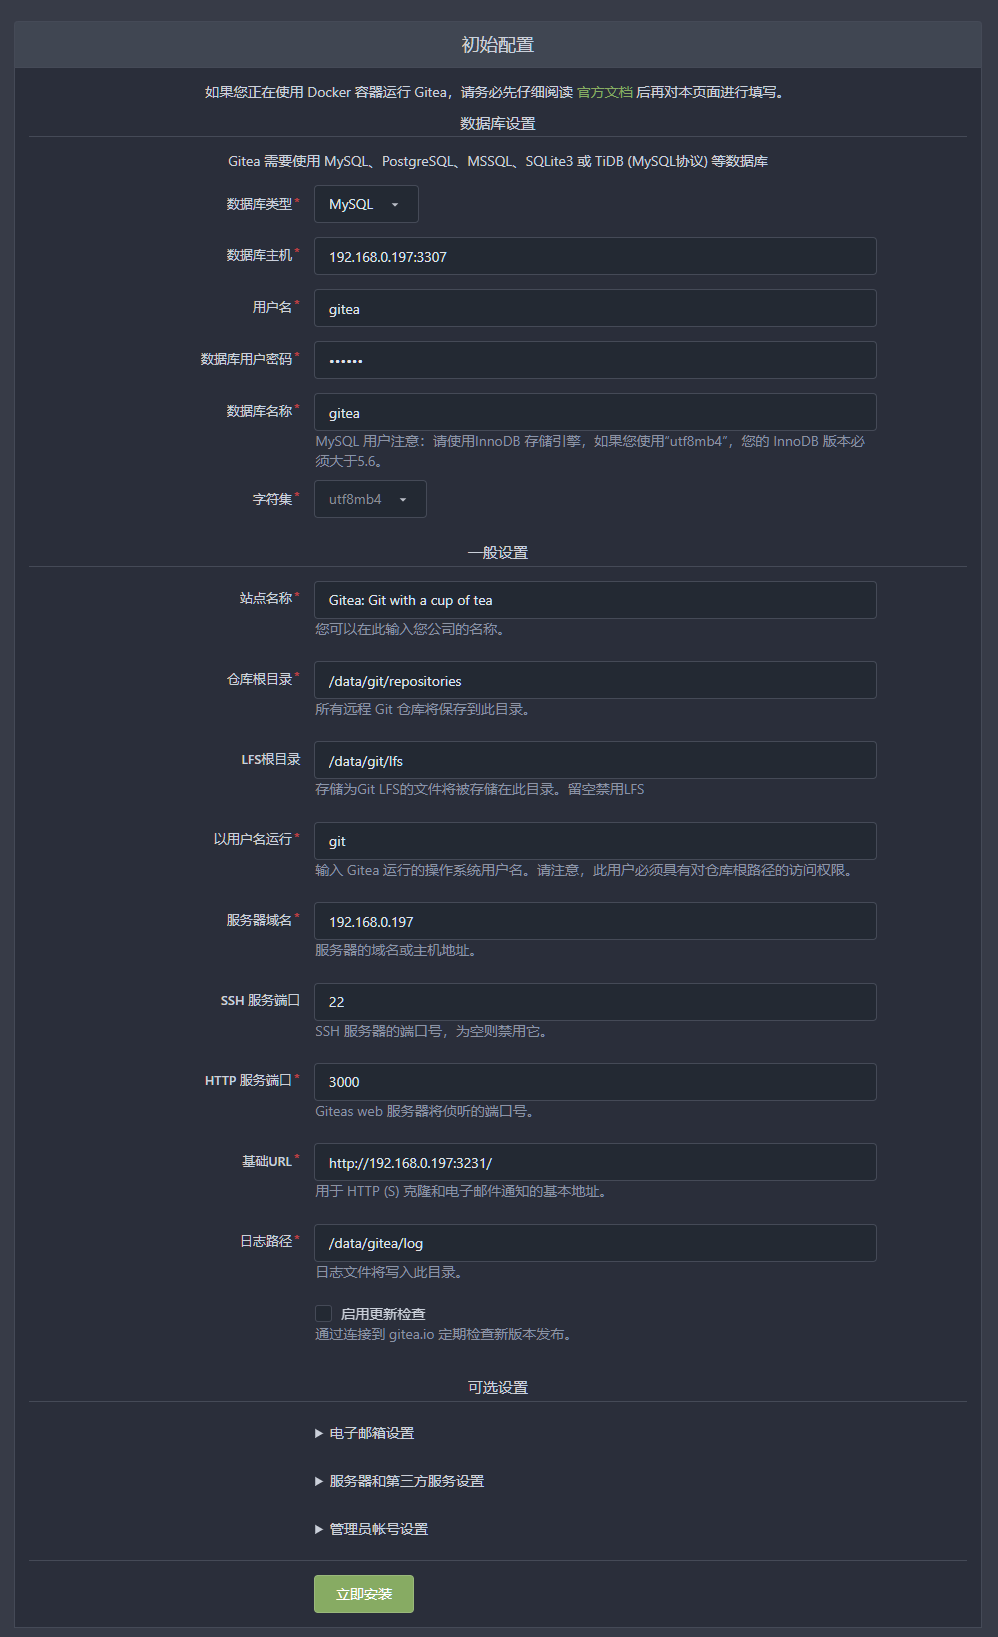 初始配置
如果您正在使用 Docker 容器运行 Gitea，请务必先仔细阅读 官方文档 后再对本页面进行填写。
数据库设置
Gitea 需要使用 MySQL、PostgreSQL、MSSQL、SQLite3 或 TiDB (MySQL协议) 等数据库
数据库类型* MySQL
数据库主机* 192.168.0.197:3307
用户名* gitea
数据库用户密码* ••••••
数据库名称* gitea
MySQL 用户注意：请使用InnoDB 存储引擎，如果您使用“utf8mb4”，您的 InnoDB 版本必
须大于5.6。
字符集* utf8mb4
一般设置
站点名称* Gitea: Git with a cup of tea
您可以在此输入您公司的名称。
仓库根目录* /data/git/repositories
所有远程 Git 仓库将保存到此目录。
LFS根目录 /data/git/lfs
存储为Git LFS的文件将被存储在此目录。留空禁用LFS
以用户名运行* git
输入 Gitea 运行的操作系统用户名。请注意，此用户必须具有对仓库根路径的访问权限。
服务器域名* 192.168.0.197
服务器的域名或主机地址。
SSH 服务端口 22
SSH 服务器的端口号，为空则禁用它。
HTTP 服务端口* 3000
Giteas web 服务器将侦听的端口号。
基础URL* http://192.168.0.197:3231/
用于 HTTP (S) 克隆和电子邮件通知的基本地址。
日志路径* /data/gitea/log
日志文件将写入此目录。
启用更新检查
通过连接到 gitea.io 定期检查新版本发布。
可选设置
▶ 电子邮箱设置
▶ 服务器和第三方服务设置
▶ 管理员帐号设置
立即安装